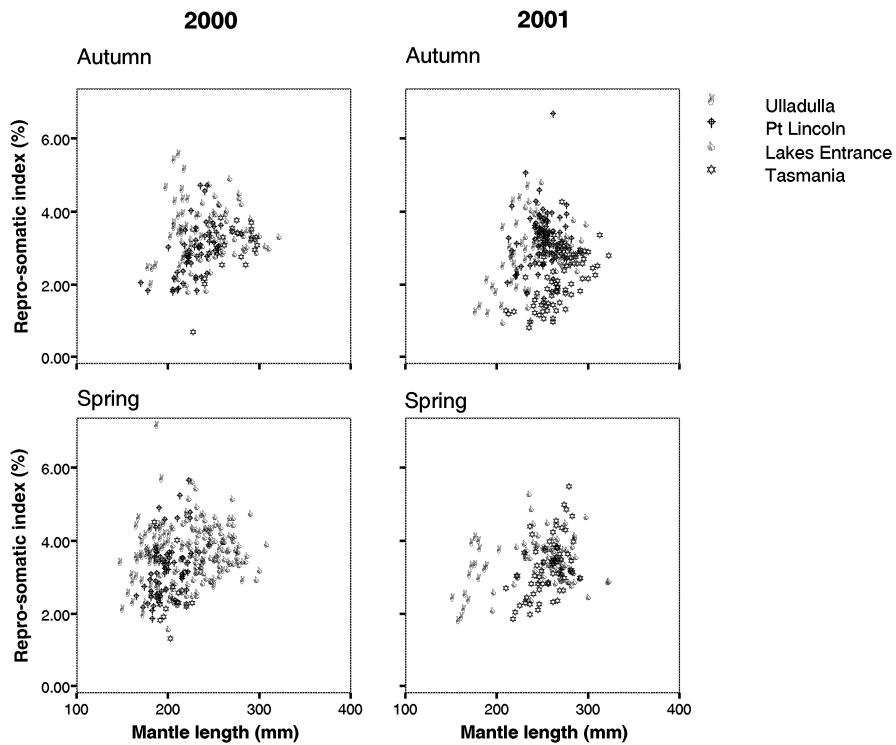 2000 2001
Autumn Autumn
Repro-somatic index (%)
6.00
4.00
2.00
0.00
Ulladulla
Pt Lincoln
Lakes Entrance
Tasmania
Spring Spring
Repro-somatic index (%)
6.00
4.00
2.00
0.00
100 200 300 400 100 200 300 400
Mantle length (mm) Mantle length (mm)